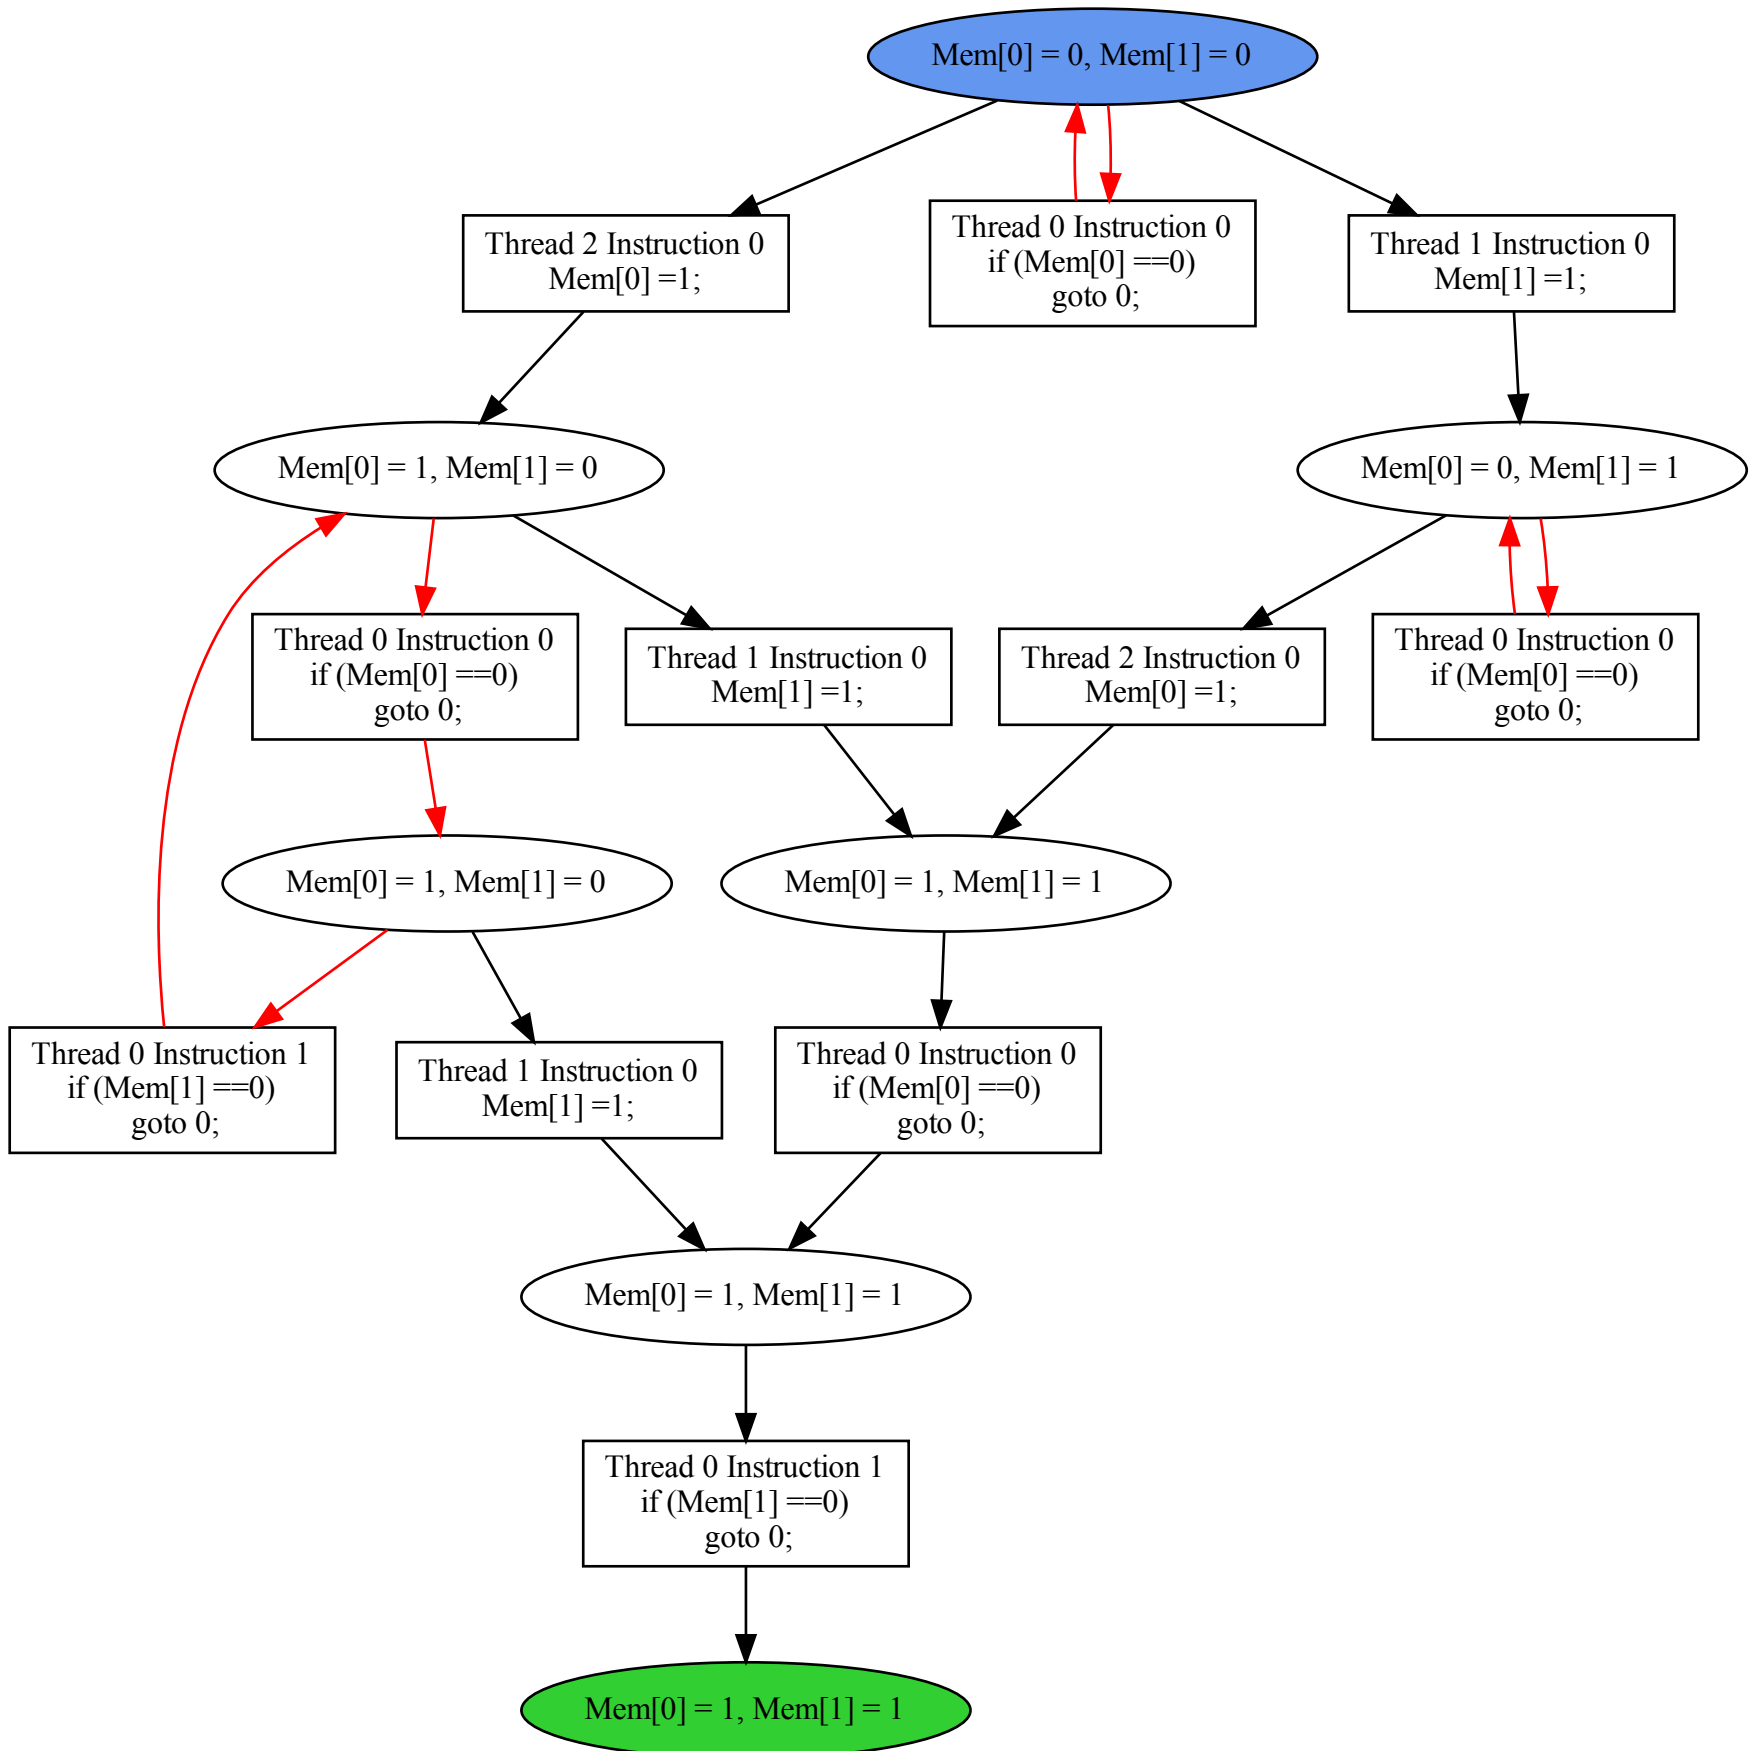 Mem[0] = 0, Mem[1] = 0
Thread 2 Instruction 0
Mem[0] =1;
Thread 0 Instruction 0
if (Mem[0] ==0)
goto 0;
Thread 1 Instruction 0
Mem[1] =1;
Mem[0] = 1, Mem[1] = 0
Mem[0] = 0, Mem[1] = 1
Thread 0 Instruction 0
if (Mem[0] ==0)
goto 0;
Thread 1 Instruction 0
Mem[1] =1;
Thread 2 Instruction 0
Mem[0] =1;
Thread 0 Instruction 0
if (Mem[0] ==0)
goto 0;
Mem[0] = 1, Mem[1] = 0
Mem[0] = 1, Mem[1] = 1
Thread 0 Instruction 1
if (Mem[1] ==0)
goto 0;
Thread 1 Instruction 0
Mem[1] =1;
Thread 0 Instruction 0
if (Mem[0] ==0)
goto 0;
Mem[0] = 1, Mem[1] = 1
Thread 0 Instruction 1
if (Mem[1] ==0)
goto 0;
Mem[0] = 1, Mem[1] = 1